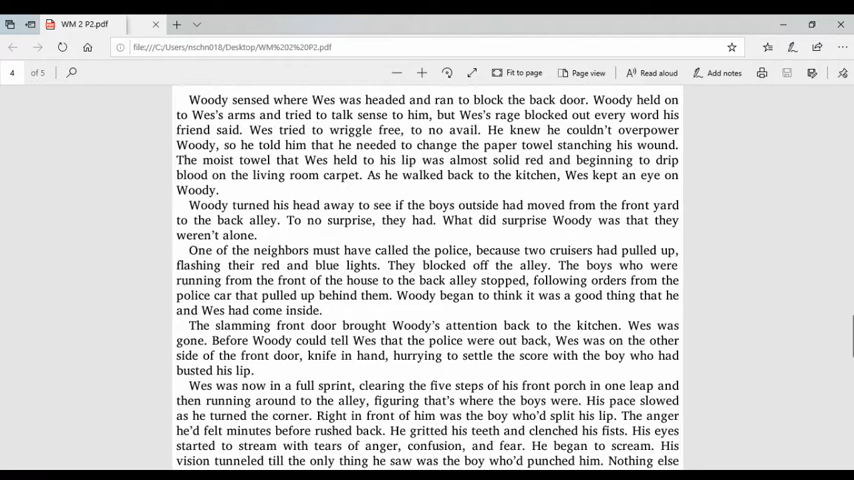 WM 2 P2.pdf
file:///C:/Users/nschn018/Desktop/WM%202%20P2.pdf
4 of 5 Fit to page Page view Read aloud Add notes
Woody sensed where Wes was headed and ran to block the back door. Woody held on
to Wes's arms and tried to talk sense to him, but Wes's rage blocked out every word his
friend said. Wes tried to wriggle free, to no avail. He knew he couldn't overpower
Woody, so he told him that he needed to change the paper towel stanching his wound.
The moist towel that Wes held to his lip was almost solid red and beginning to drip
blood on the living room carpet. As he walked back to the kitchen, Wes kept an eye on
Woody.
Woody turned his head away to see if the boys outside had moved from the front yard
to the back alley. To no surprise, they had. What did surprise Woody was that they
weren't alone.
One of the neighbors must have called the police, because two cruisers had pulled up,
flashing their red and blue lights. They blocked off the alley. The boys who were
running from the front of the house to the back alley stopped, following orders from the
police car that pulled up behind them. Woody began to think it was a good thing that he
and Wes had come inside.
The slamming front door brought Woody's attention back to the kitchen. Wes was
gone. Before Woody could tell Wes that the police were out back, Wes was on the other
side of the front door, knife in hand, hurrying to settle the score with the boy who had
busted his lip.
Wes was now in a full sprint, clearing the five steps of his front porch in one leap and
then running around to the alley, figuring that's where the boys were. His pace slowed
as he turned the corner. Right in front of him was the boy who'd split his lip. The anger
he'd felt minutes before rushed back. He gritted his teeth and clenched his fists. His eyes
started to stream with tears of anger, confusion, and fear. He began to scream. His
vision tunneled till the only thing he saw was the boy who'd punched him. Nothing else